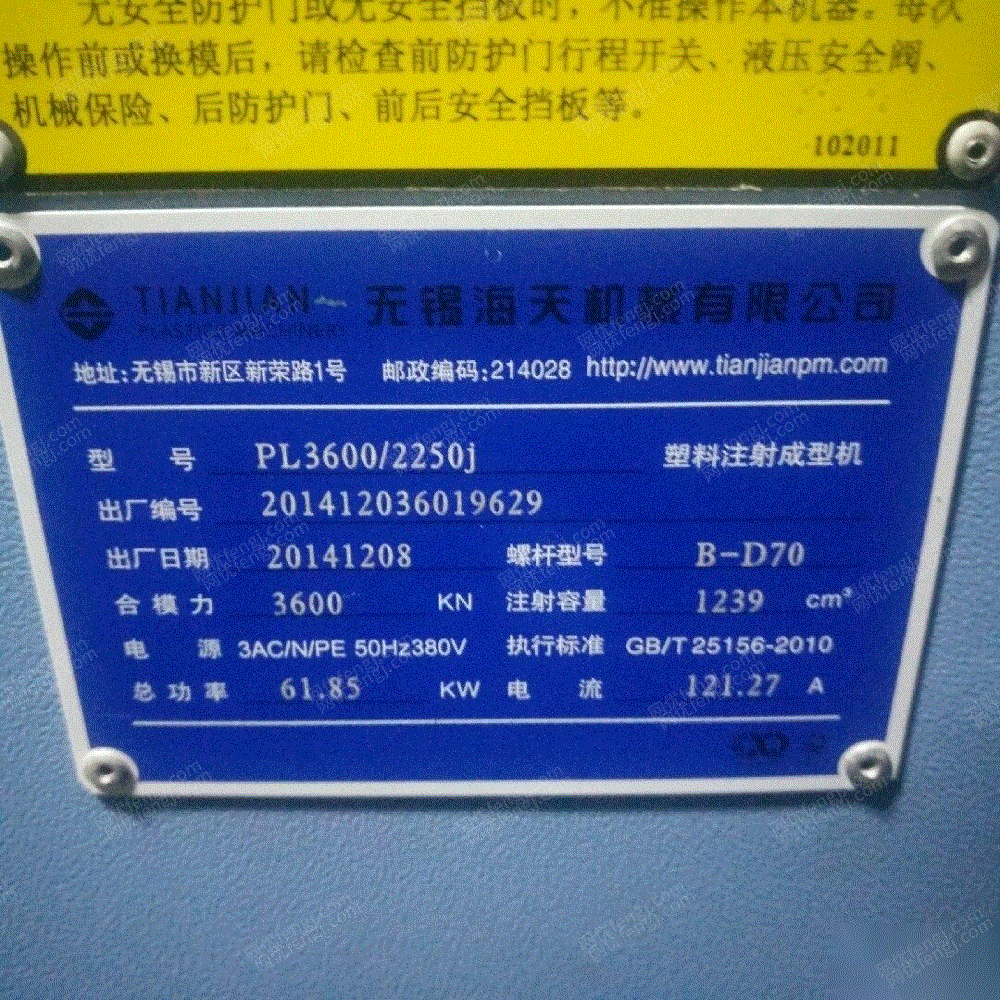 无安全防护门或无安全挡板时，不准操作本机器。每次
操作前或换模后，请检查前防护门行程开关、液压安全阀、
机械保险、后防护门、前后安全挡板等。
102011
TIANJIAN 无锡海天机械有限公司
地址：无锡市新区新荣路1号 邮政编码：214028 http://www.tianjianpm.com
型号 PL3600/2250j 塑料注射成型机
出厂编号 201412036019629
出厂日期 20141208 螺杆型号 B-D70
合模力 3600 KN 注射容量 1239 cm³
电源 3AC/N/PE 50Hz380V 执行标准 GB/T 25156-2010
总功率 61.85 KW 电流 121.27 A